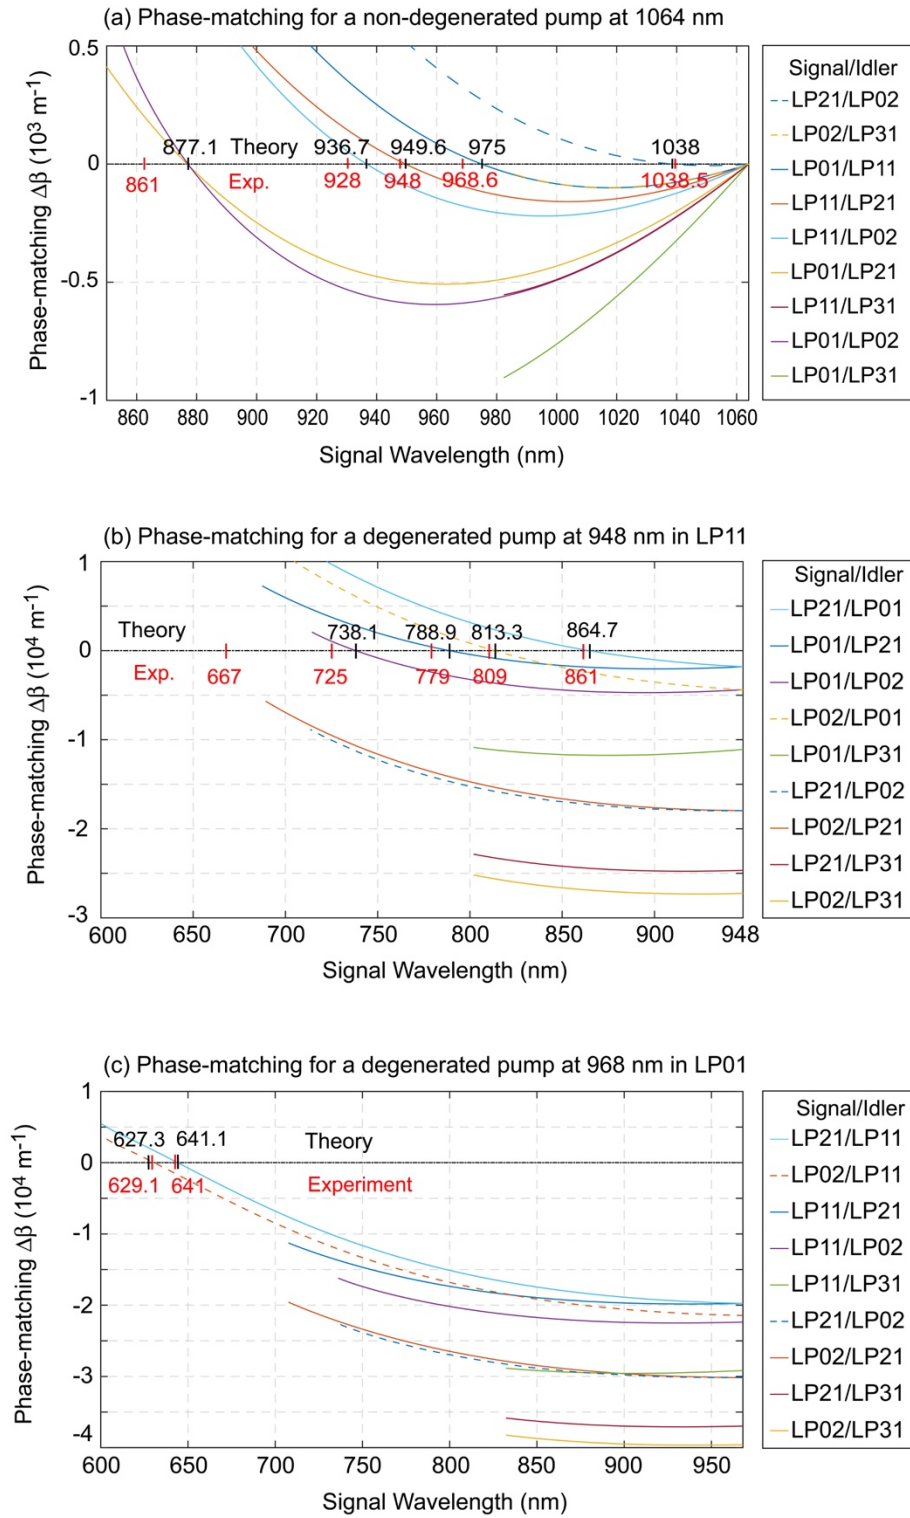 (a) Phase-matching for a non-degenerated pump at 1064 nm
Phase-matching Δβ (10³ m⁻¹)
0.5
0
-0.5
-1
877.1 Theory 936.7 949.6 975 1038
861 Exp. 928 948 968.6 1038.5
860 880 900 920 940 960 980 1000 1020 1040 1060
Signal Wavelength (nm)
Signal/Idler
LP21/LP02
LP02/LP31
LP01/LP11
LP11/LP21
LP11/LP02
LP01/LP21
LP11/LP31
LP01/LP02
LP01/LP31
(b) Phase-matching for a degenerated pump at 948 nm in LP11
Phase-matching Δβ (10⁴ m⁻¹)
1
0
-1
-2
-3
Theory 738.1 788.9 813.3 864.7
Exp. 667 725 779 809 861
600 650 700 750 800 850 900 948
Signal Wavelength (nm)
Signal/Idler
LP21/LP01
LP01/LP21
LP01/LP02
LP02/LP01
LP01/LP31
LP21/LP02
LP02/LP21
LP21/LP31
LP02/LP31
(c) Phase-matching for a degenerated pump at 968 nm in LP01
Phase-matching Δβ (10⁴ m⁻¹)
1
0
-1
-2
-3
-4
627.3 641.1 Theory
629.1 641 Experiment
600 650 700 750 800 850 900 950
Signal Wavelength (nm)
Signal/Idler
LP21/LP11
LP02/LP11
LP11/LP21
LP11/LP02
LP11/LP31
LP21/LP02
LP02/LP21
LP21/LP31
LP02/LP31